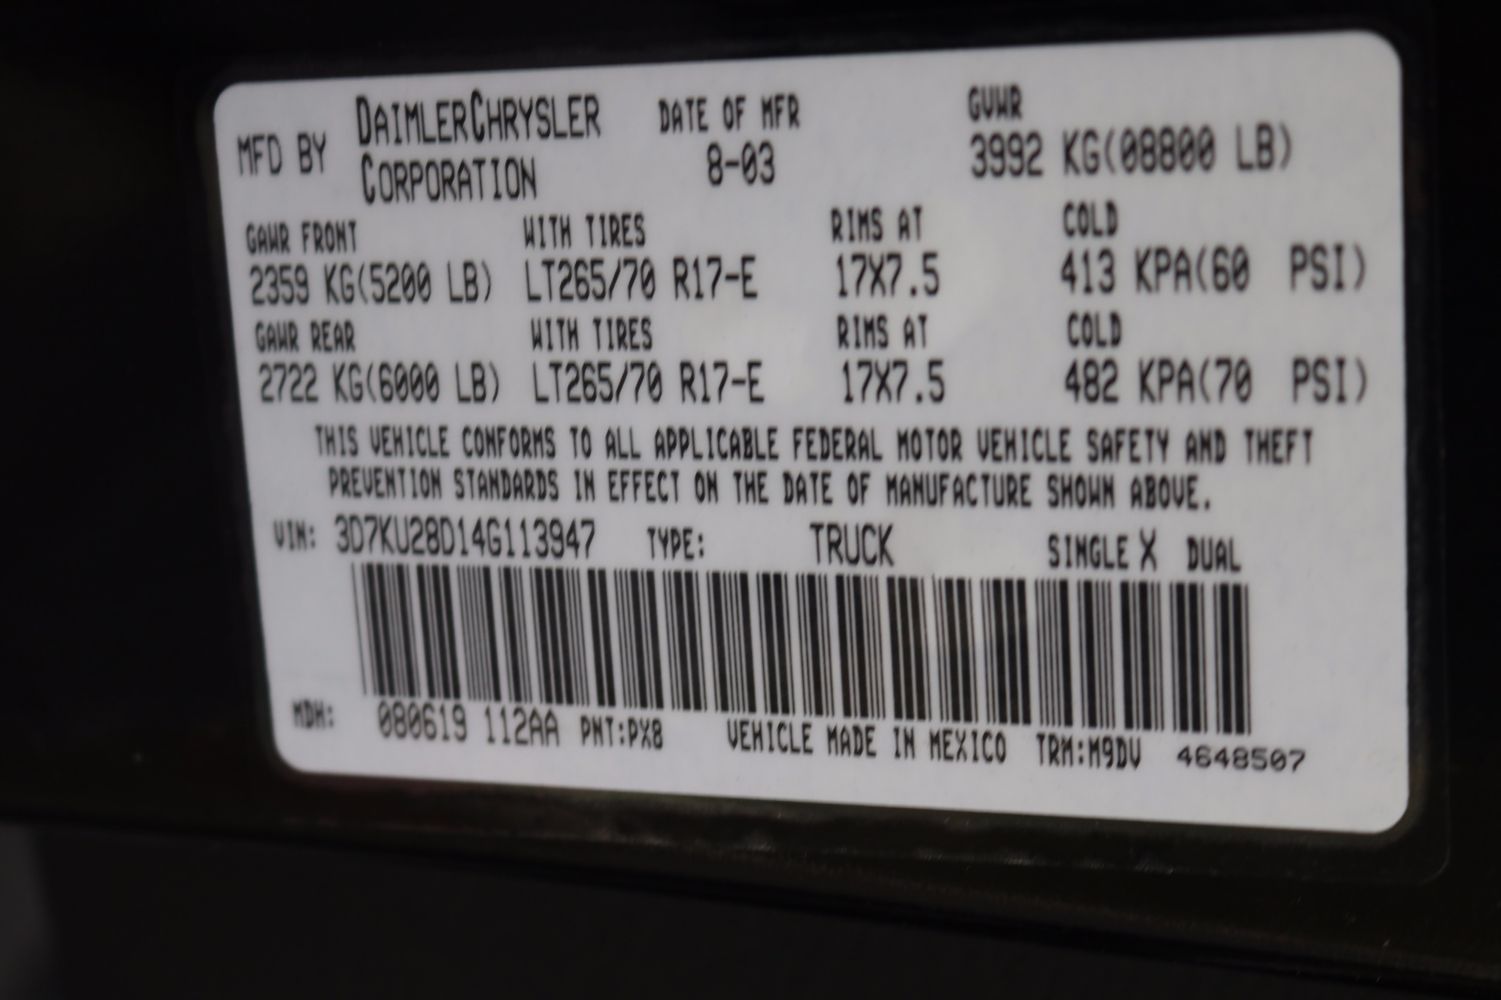 MFD BY DAIMLERCHRYSLER CORPORATION DATE OF MFR 8-03 GVWR 3992 KG(08800 LB)
GAWR FRONT WITH TIRES RIMS AT COLD
2359 KG(5200 LB) LT265/70 R17-E 17X7.5 413 KPA(60 PSI)
GAWR REAR WITH TIRES RIMS AT COLD
2722 KG(6000 LB) LT265/70 R17-E 17X7.5 482 KPA(70 PSI)
THIS VEHICLE CONFORMS TO ALL APPLICABLE FEDERAL MOTOR VEHICLE SAFETY AND THEFT
PREVENTION STANDARDS IN EFFECT ON THE DATE OF MANUFACTURE SHOWN ABOVE.
VIN: 3D7KU28D14G113947 TYPE: TRUCK SINGLE X DUAL
MDH: 080619 112AA PNT:PX8 VEHICLE MADE IN MEXICO TRM:M9DV 4648507